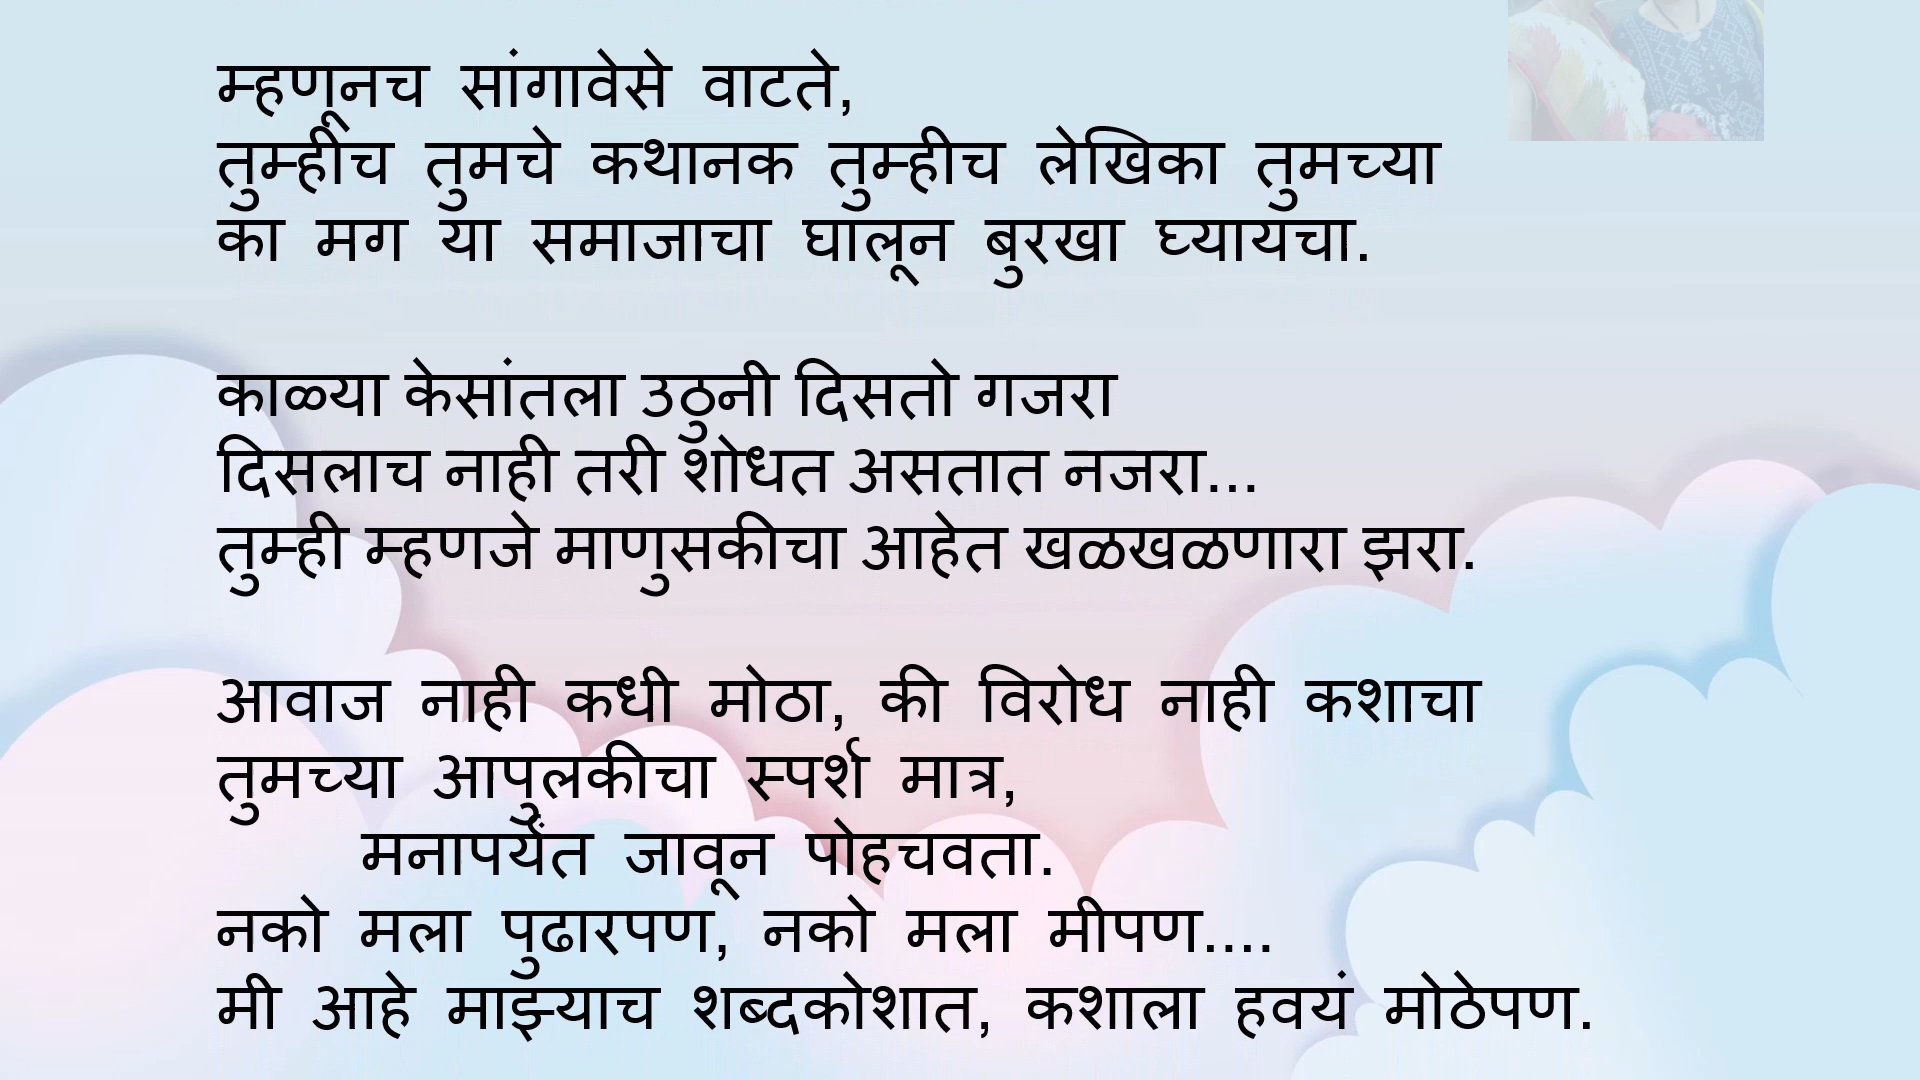 म्हणूनच सांगावेसे वाटते,
तुम्हीच तुमचे कथानक तुम्हीच लेखिका तुमच्या
का मग या समाजाचा घालून बुरखा घ्यायचा.
काळ्या केसांतला उठुनी दिसतो गजरा
दिसलाच नाही तरी शोधत असतात नजरा...
तुम्ही म्हणजे माणुसकीचा आहेत खळखळणारा झरा.
आवाज नाही कधी मोठा, की विरोध नाही कशाचा
तुमच्या आपुलकीचा स्पर्श मात्र,
मनापर्यंत जावून पोहचवता.
नको मला पुढारपण, नको मला मीपण....
मी आहे माझ्याच शब्दकोशात, कशाला हवयं मोठेपण.